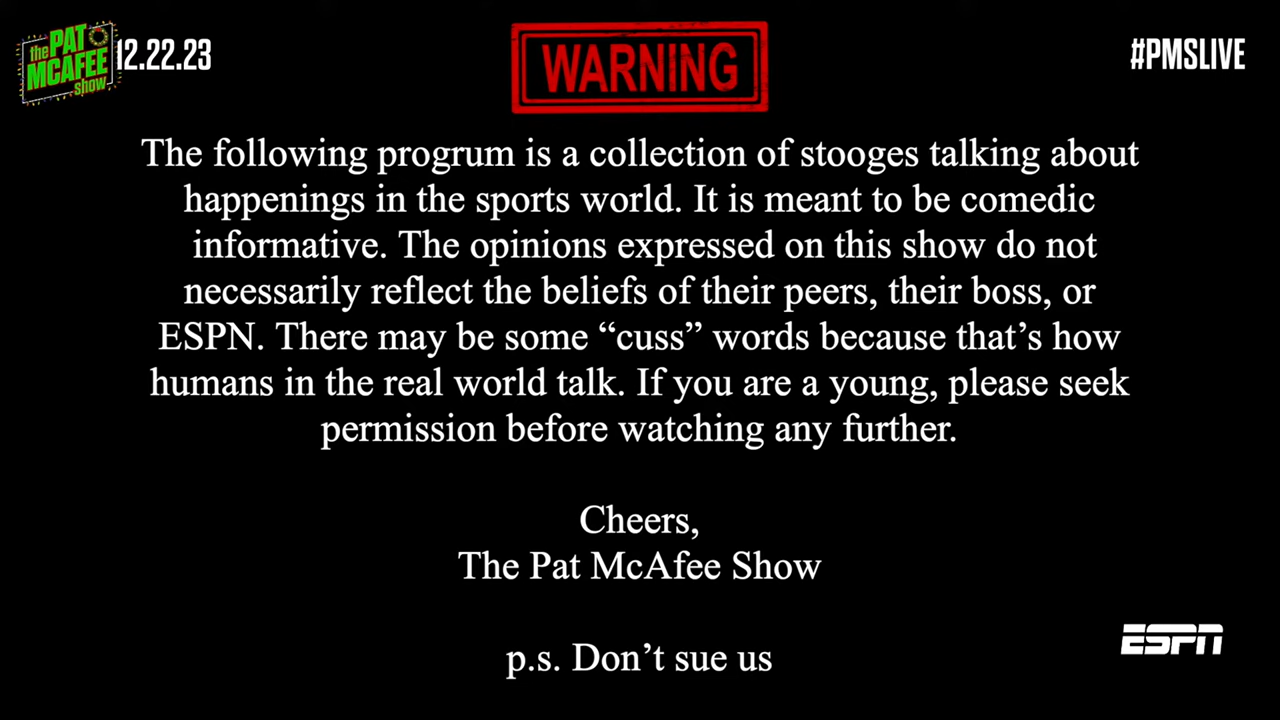 the PAT
MCAFEE
show
12.22.23
WARNING
#PMSLIVE
The following progrum is a collection of stooges talking about
happenings in the sports world. It is meant to be comedic
informative. The opinions expressed on this show do not
necessarily reflect the beliefs of their peers, their boss, or
ESPN. There may be some “cuss” words because that’s how
humans in the real world talk. If you are a young, please seek
permission before watching any further.
Cheers,
The Pat McAfee Show
ESPN
p.s. Don’t sue us